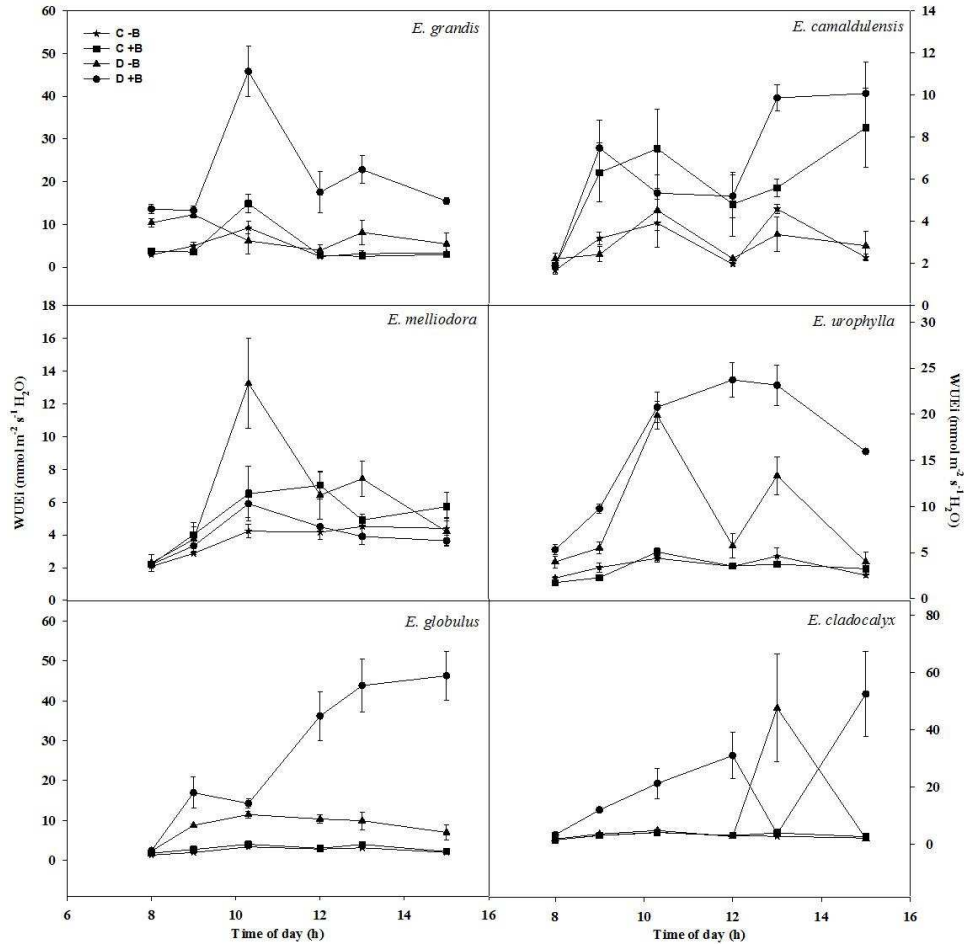 60 E. grandis E. camaldulensis 14
C -B
C +B
D -B
D +B
50 12
40 10
30 8
20 6
10 4
0 2
0
18 E. melliodora E. urophylla 30
16
14 25
12 20
10
8 15
6 10
4
2 5
0 0
WUEi (mmol m⁻² s⁻¹ H₂O)
WUEi (mmol m⁻² s⁻¹ H₂O)
60 E. globulus E. cladocalyx 80
50 60
40
30 40
20
10 20
0 0
6 8 10 12 14 16 8 10 12 14 16
Time of day (h) Time of day (h)